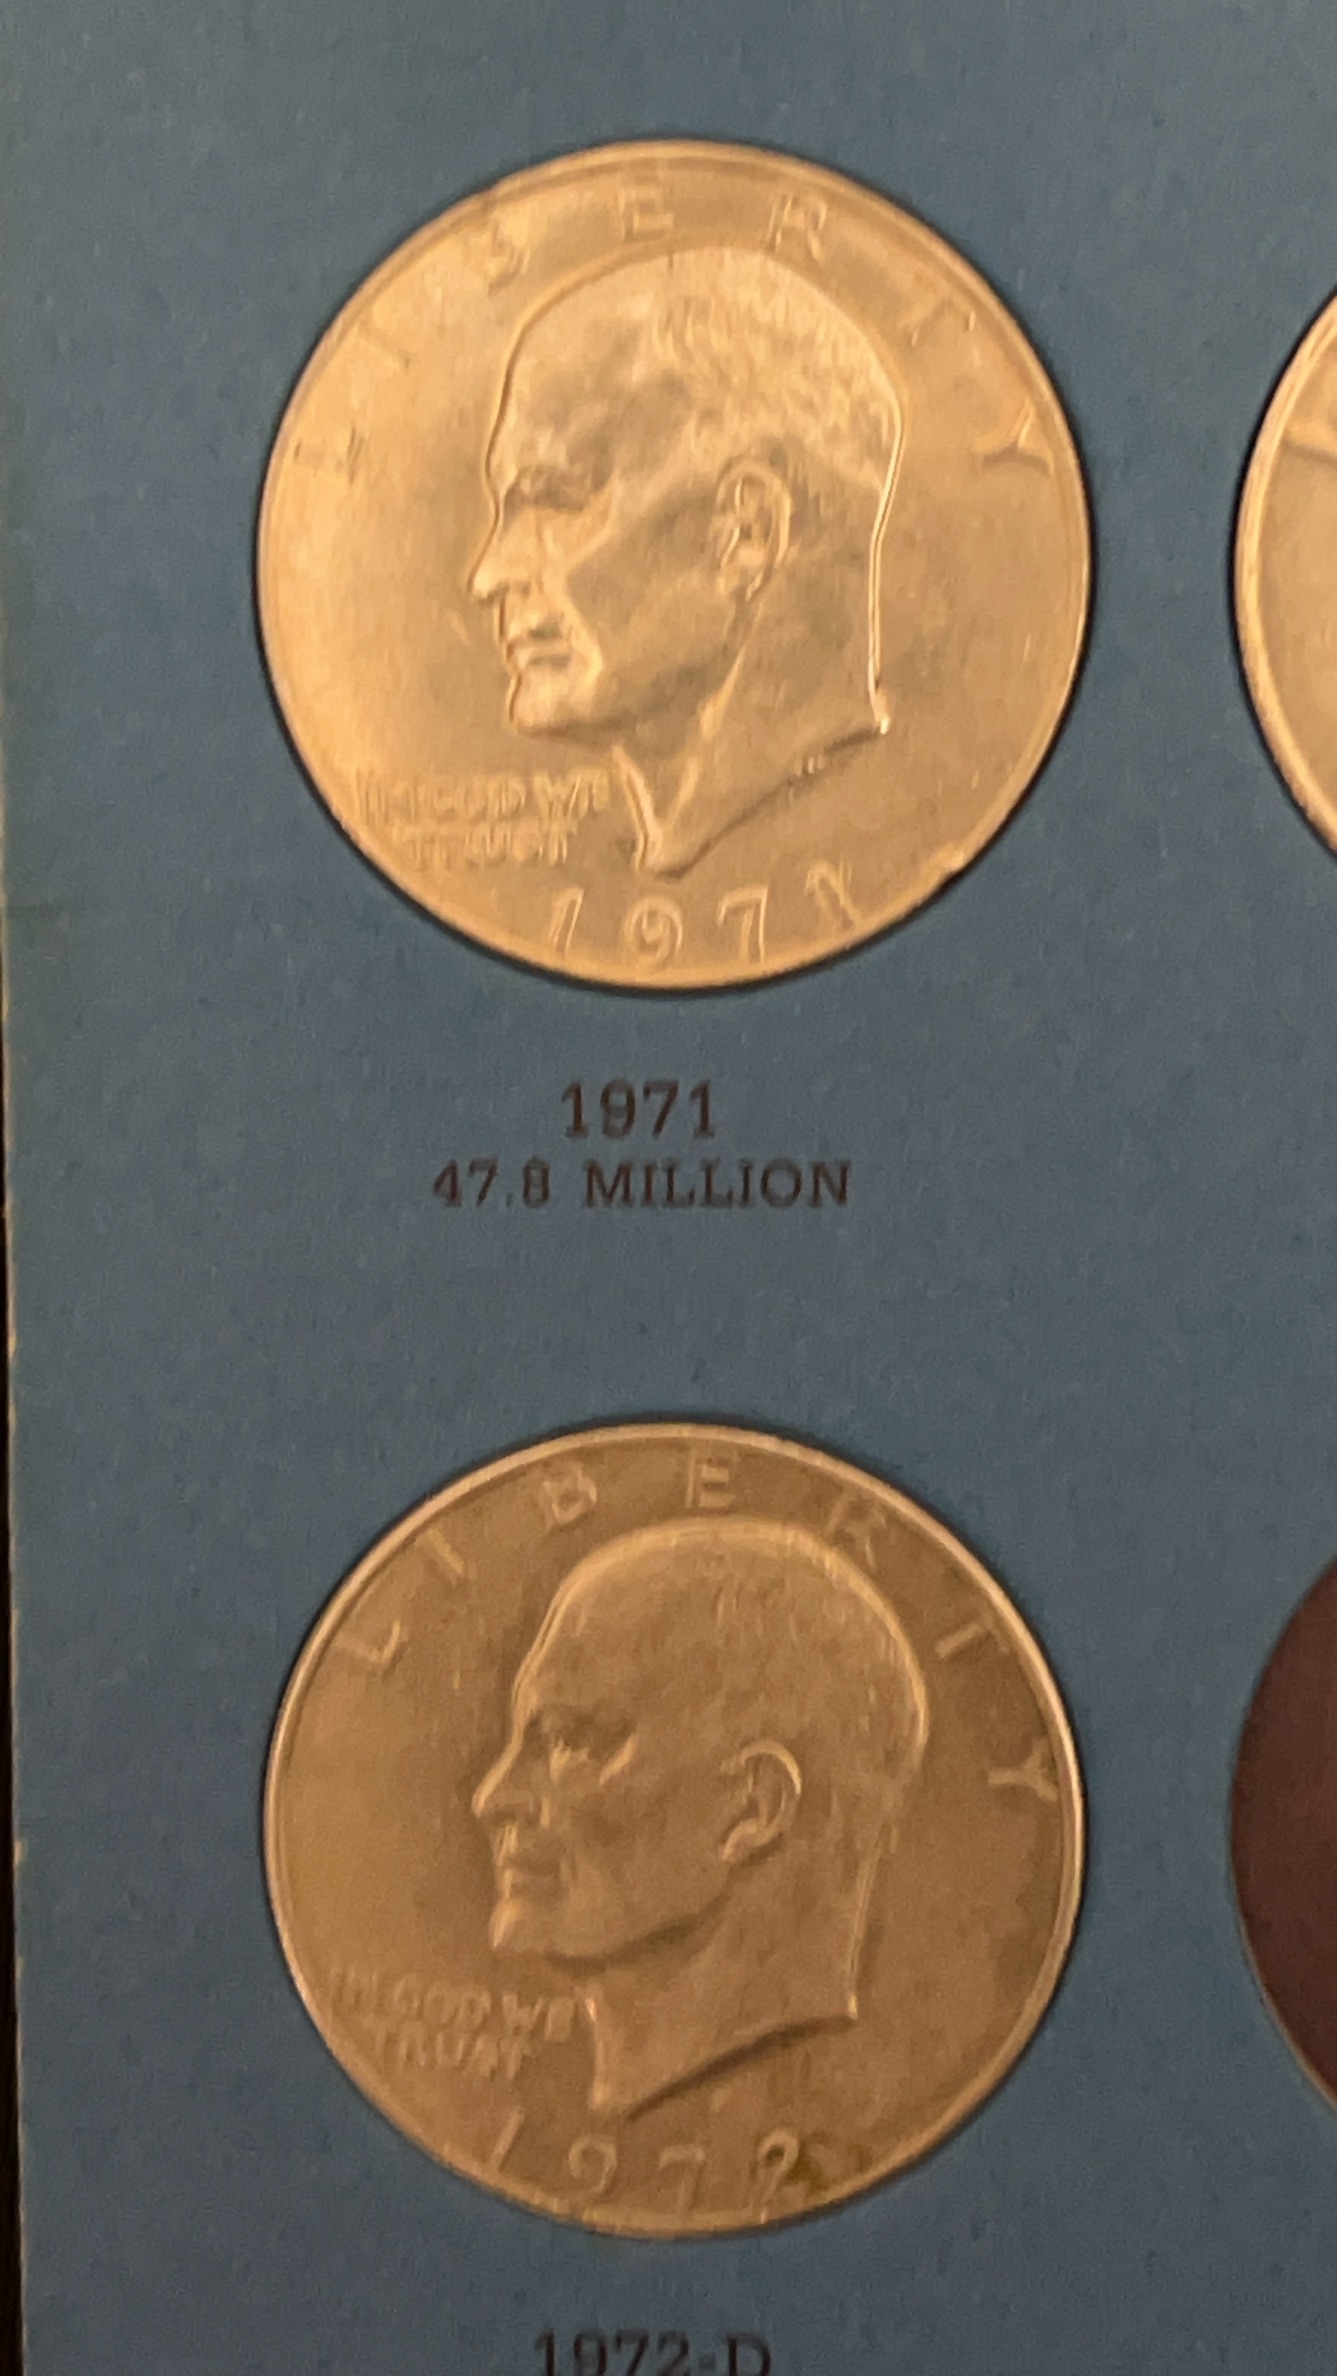 LIBERTY
IN GOD WE
TRUST
1971
1971
47.8 MILLION
LIBERTY
IN GOD WE
TRUST
1972
1972-D